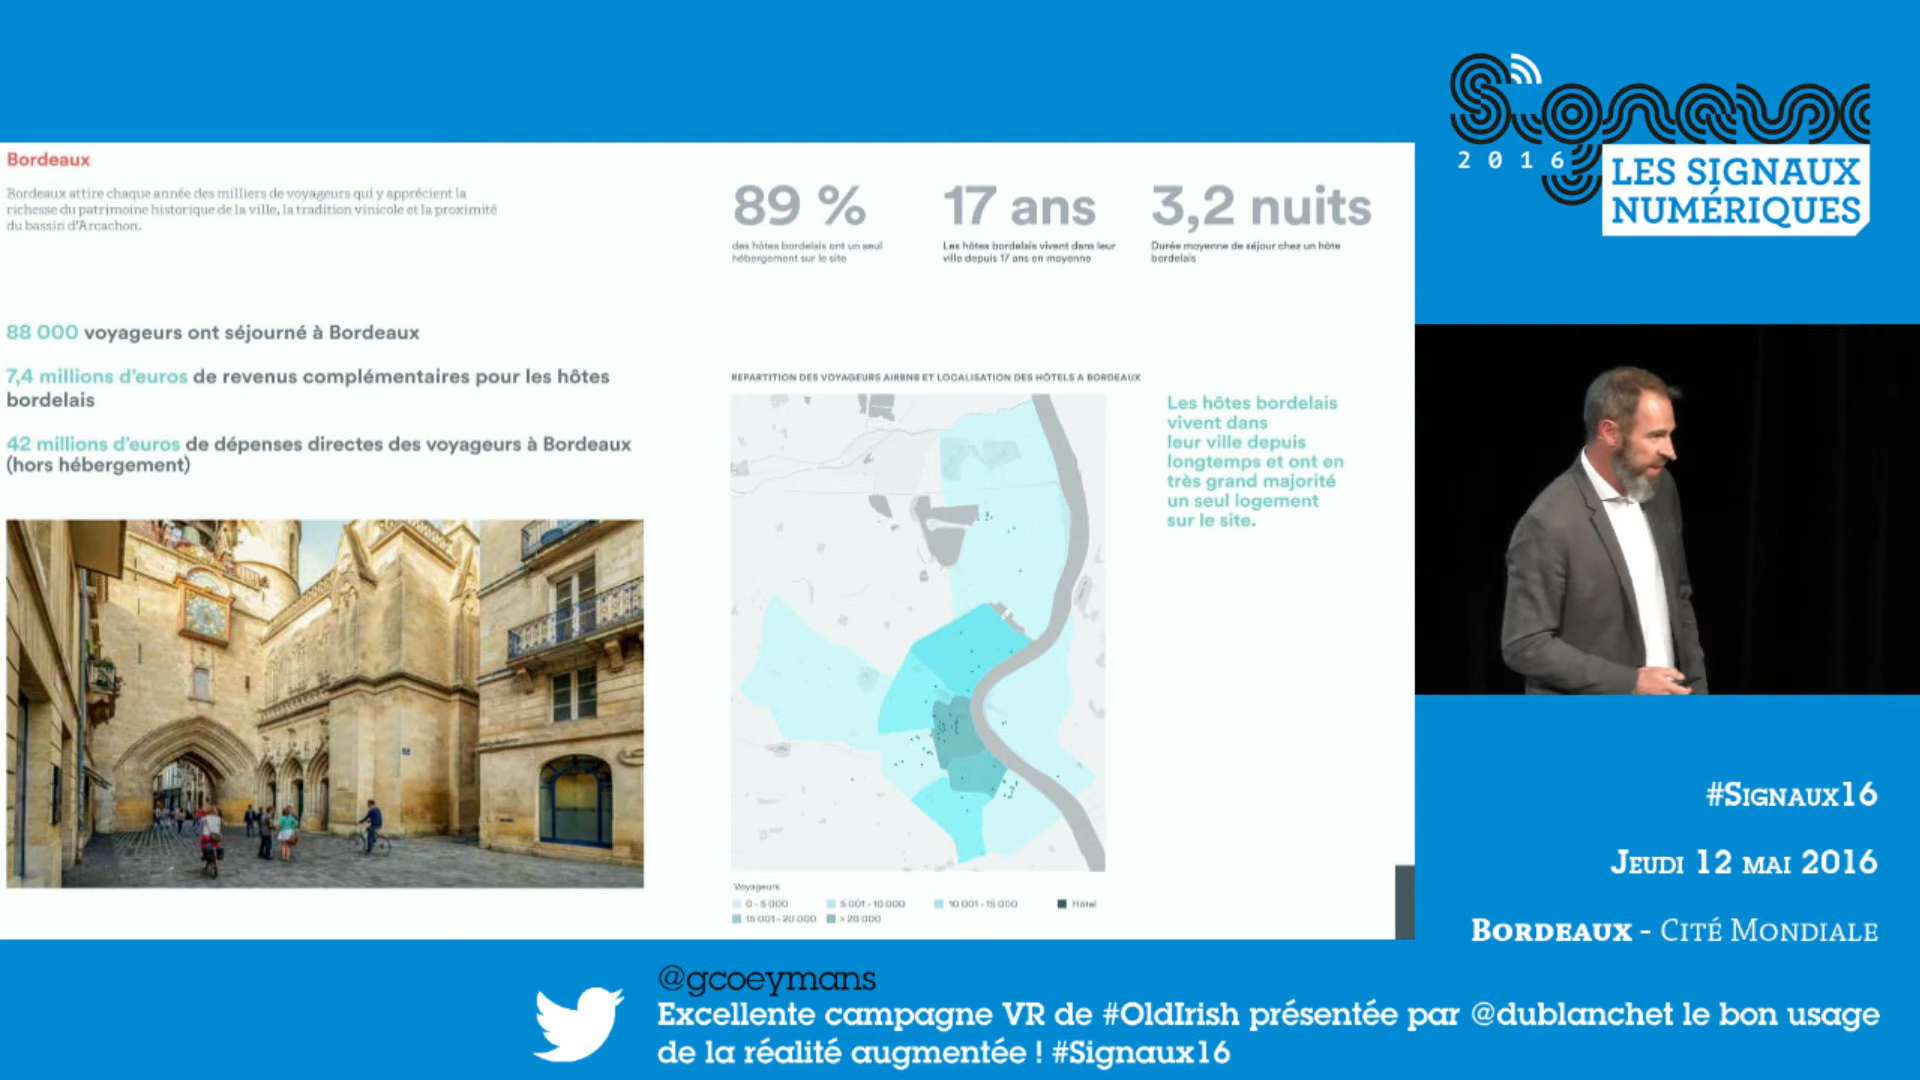 Bordeaux
Bordeaux attire chaque année des milliers de voyageurs qui y apprécient la
richesse du patrimoine historique de la ville, la tradition vinicole et la proximité
du bassin d'Arcachon.
88 000 voyageurs ont séjourné à Bordeaux
7,4 millions d'euros de revenus complémentaires pour les hôtes
bordelais
42 millions d'euros de dépenses directes des voyageurs à Bordeaux
(hors hébergement)
89 %
des hôtes bordelais ont un seul
hébergement sur le site
17 ans
Les hôtes bordelais vivent dans leur
ville depuis 17 ans en moyenne
3,2 nuits
Durée moyenne de séjour chez un hôte
bordelais
REPARTITION DES VOYAGEURS AIRBNB ET LOCALISATION DES HÔTELS A BORDEAUX
Les hôtes bordelais
vivent dans
leur ville depuis
longtemps et ont en
très grand majorité
un seul logement
sur le site.
Voyageurs
0 - 5 000
5 001 - 10 000
10 001 - 15 000
Hôtel
15 001 - 20 000
> 20 000
Signaux
2016
LES SIGNAUX
NUMÉRIQUES
#SIGNAUX16
JEUDI 12 MAI 2016
BORDEAUX - CITÉ MONDIALE
@gcoeymans
Excellente campagne VR de #OldIrish présentée par @dublanchet le bon usage
de la réalité augmentée ! #Signaux16